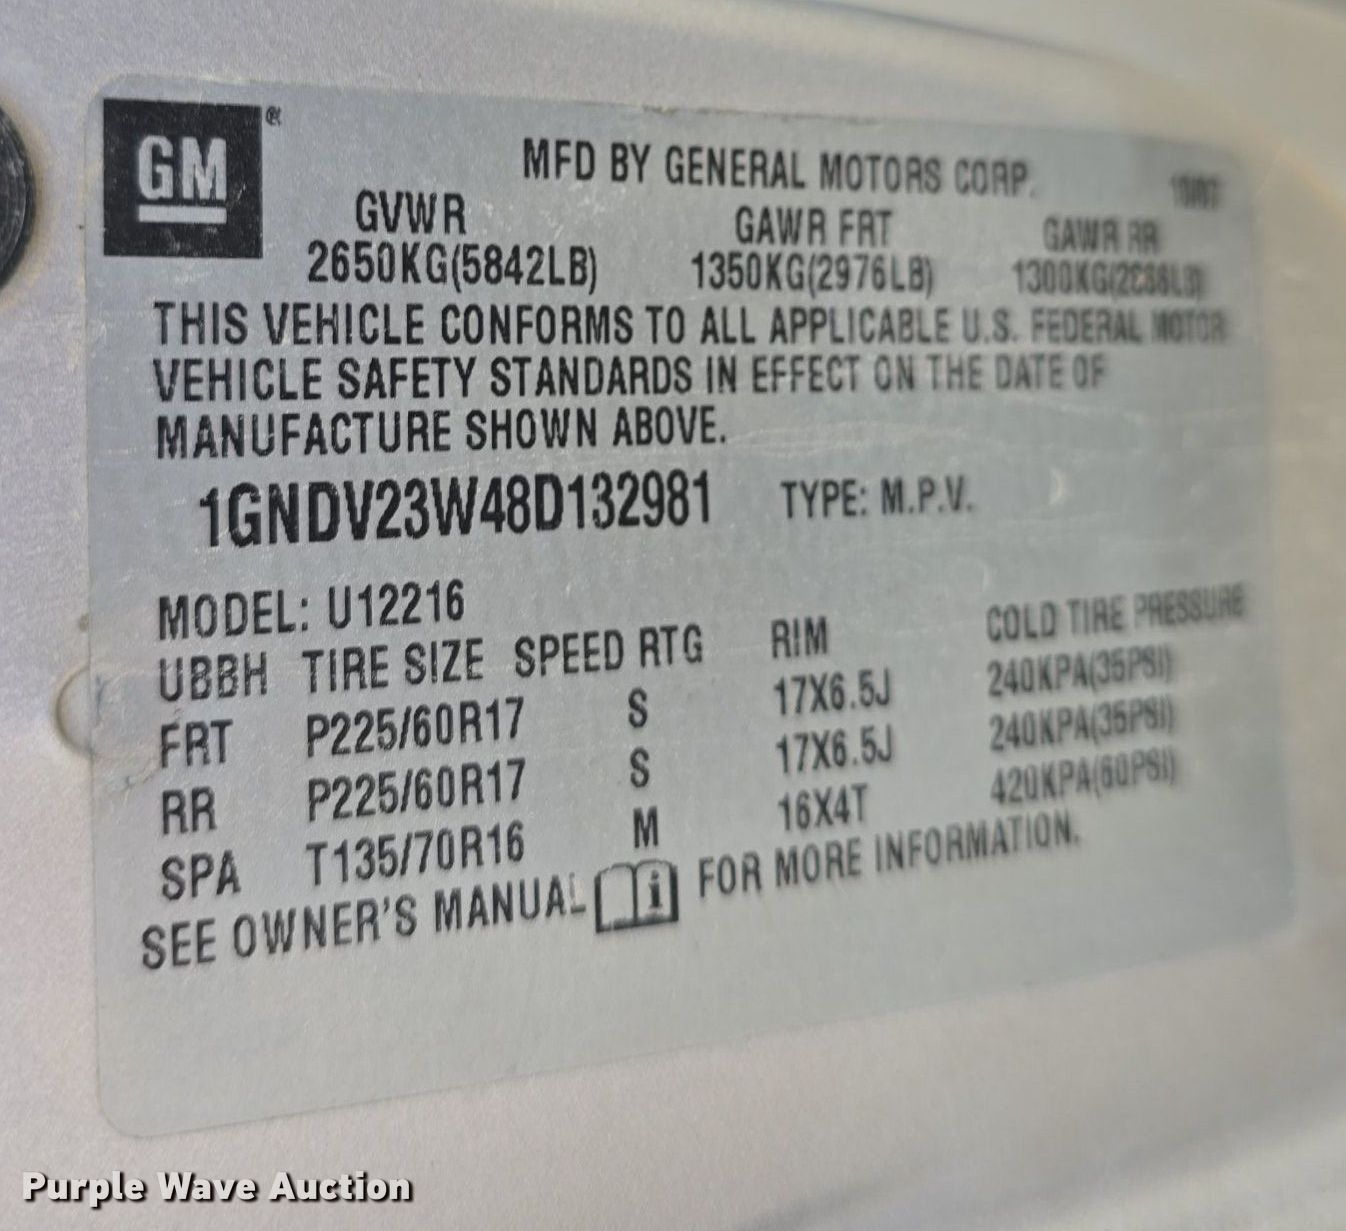 GM ®
MFD BY GENERAL MOTORS CORP. 10/07
GVWR GAWR FRT GAWR RR
2650KG(5842LB) 1350KG(2976LB) 1300KG(2866LB)
THIS VEHICLE CONFORMS TO ALL APPLICABLE U.S. FEDERAL MOTOR
VEHICLE SAFETY STANDARDS IN EFFECT ON THE DATE OF
MANUFACTURE SHOWN ABOVE.
1GNDV23W48D132981 TYPE: M.P.V.
MODEL: U12216
UBBH TIRE SIZE SPEED RTG RIM COLD TIRE PRESSURE
FRT P225/60R17 S 17X6.5J 240KPA(35PSI)
RR P225/60R17 S 17X6.5J 240KPA(35PSI)
SPA T135/70R16 M 16X4T 420KPA(60PSI)
SEE OWNER'S MANUAL i FOR MORE INFORMATION.
Purple Wave Auction